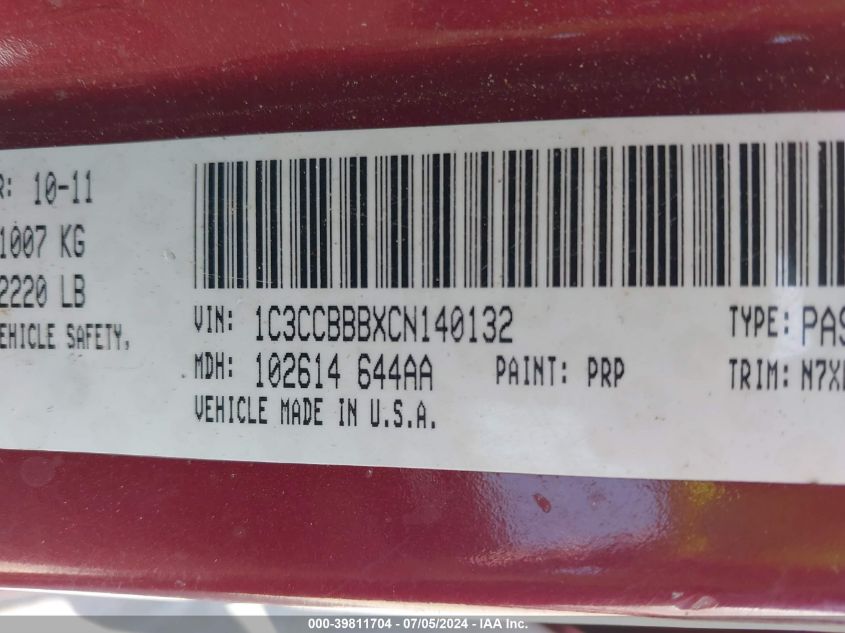 R: 10-11
1007 KG
2220 LB
EHICLE SAFETY,
VIN: 1C3CCBBBXCN140132
TYPE: PAS
MDH: 102614 644AA
PAINT: PRP
TRIM: N7X
VEHICLE MADE IN U.S.A.
000-39811704 - 07/05/2024 - IAA Inc.